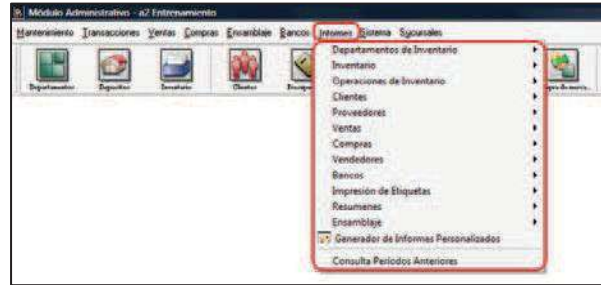 Módulo Administrativo - a2 Entrenamiento
Mantenimiento Transacciones Ventas Compras Ensamblaje Bancos Informes Sistema Sucursales
Departamentos Depositos Inventario Clientes
Departamentos de Inventario
Inventario
Operaciones de Inventario
Clientes
Proveedores
Ventas
Compras
Vendedores
Bancos
Impresión de Etiquetas
Resumenes
Ensamblaje
Generador de Informes Personalizados
Consulta Periodos Anteriores